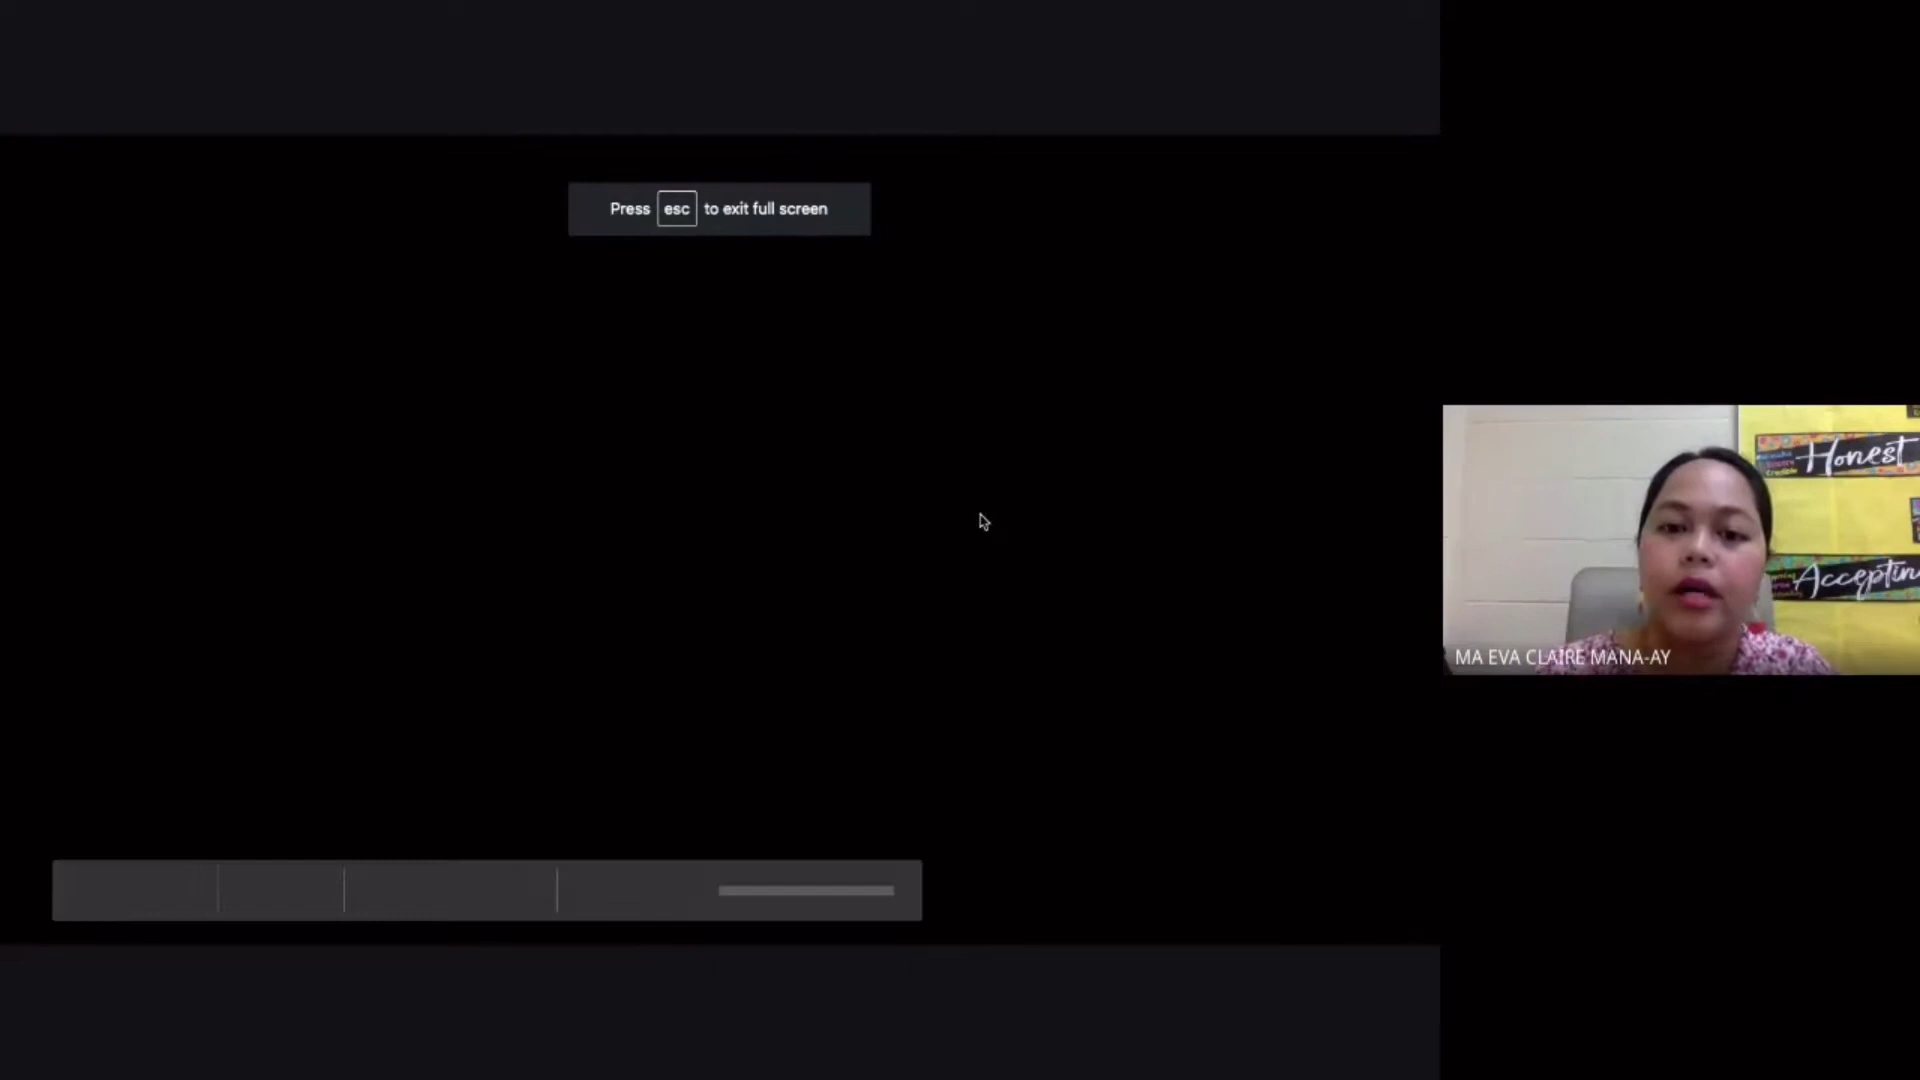 Press esc to exit full screen
Honest
Acceptin
MA EVA CLAIRE MANA-AY